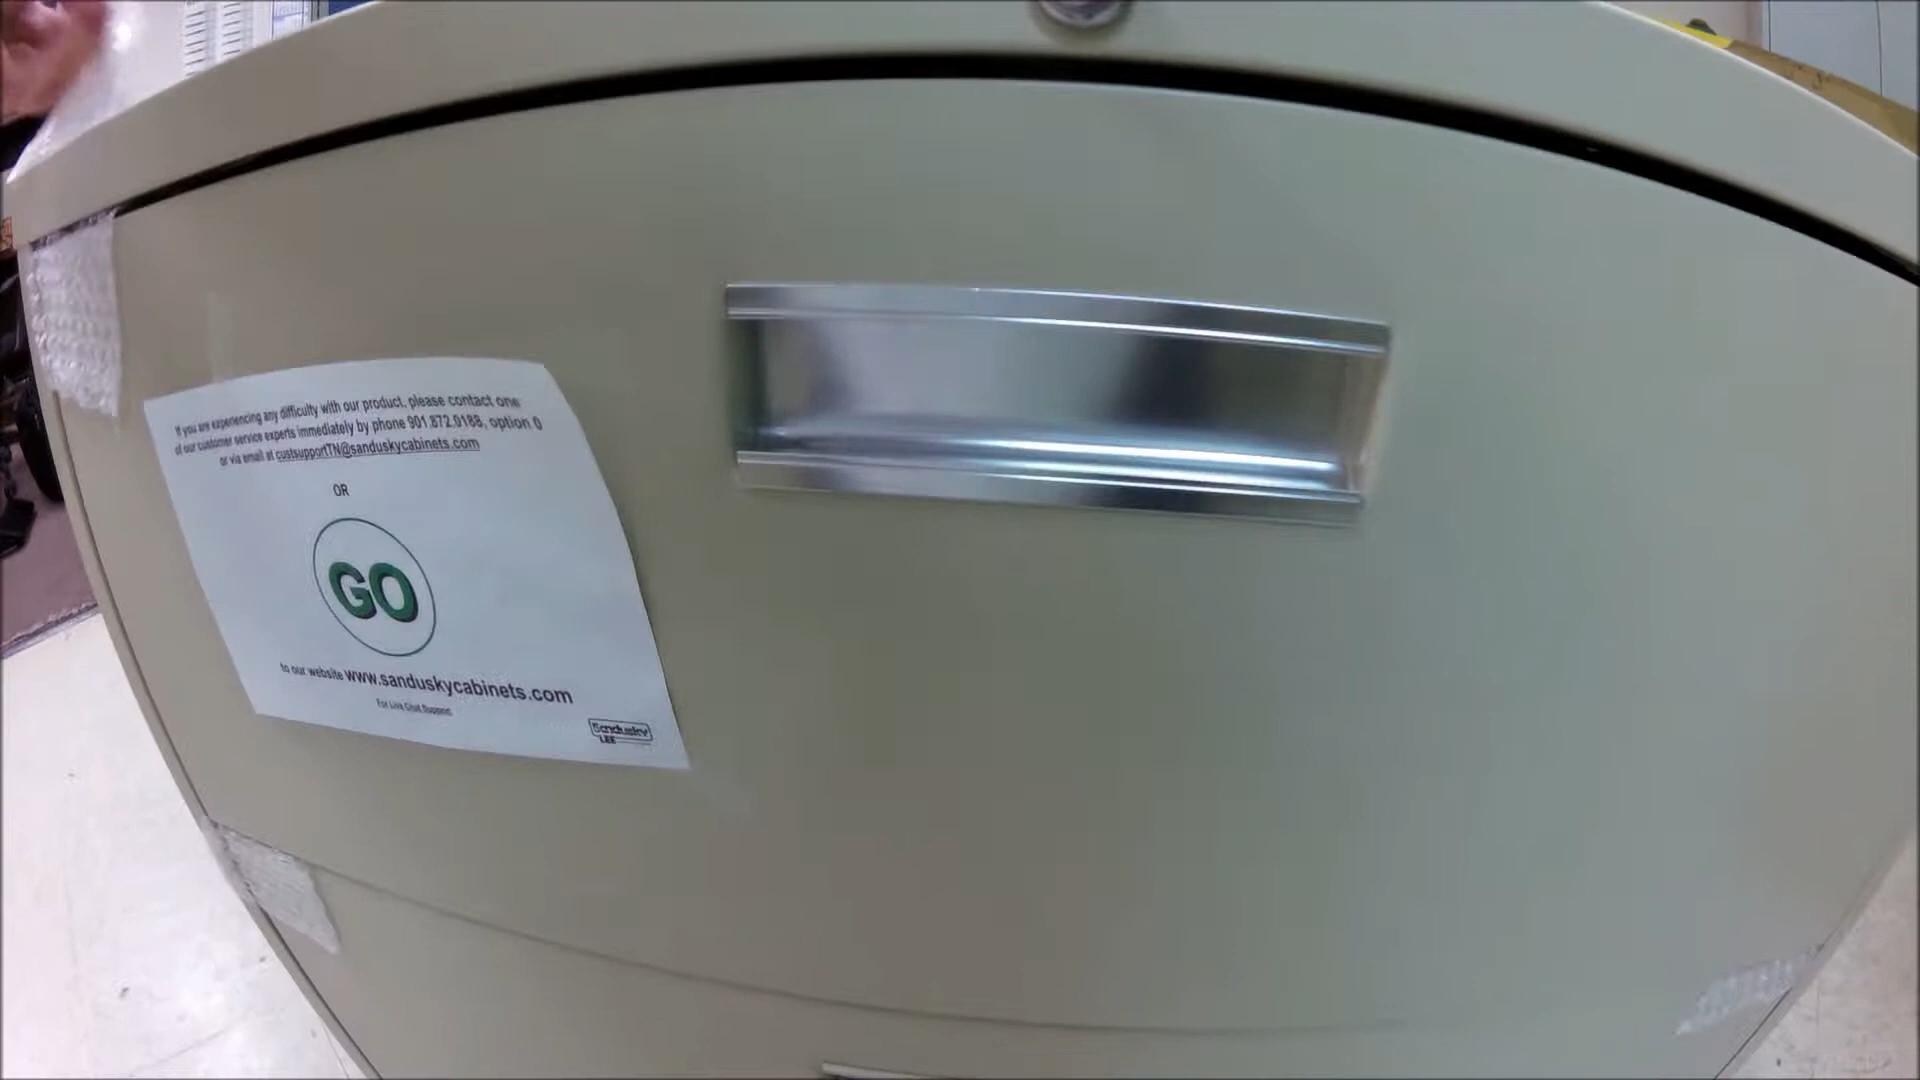 If you are experiencing any difficulty with our product, please contact one
of our customer service experts immediately by phone 901.872.0188, option 0
or via email at custsupportTN@sanduskycabinets.com
OR
GO
to our website www.sanduskycabinets.com
For Live Chat Support
Sandusky
LEE